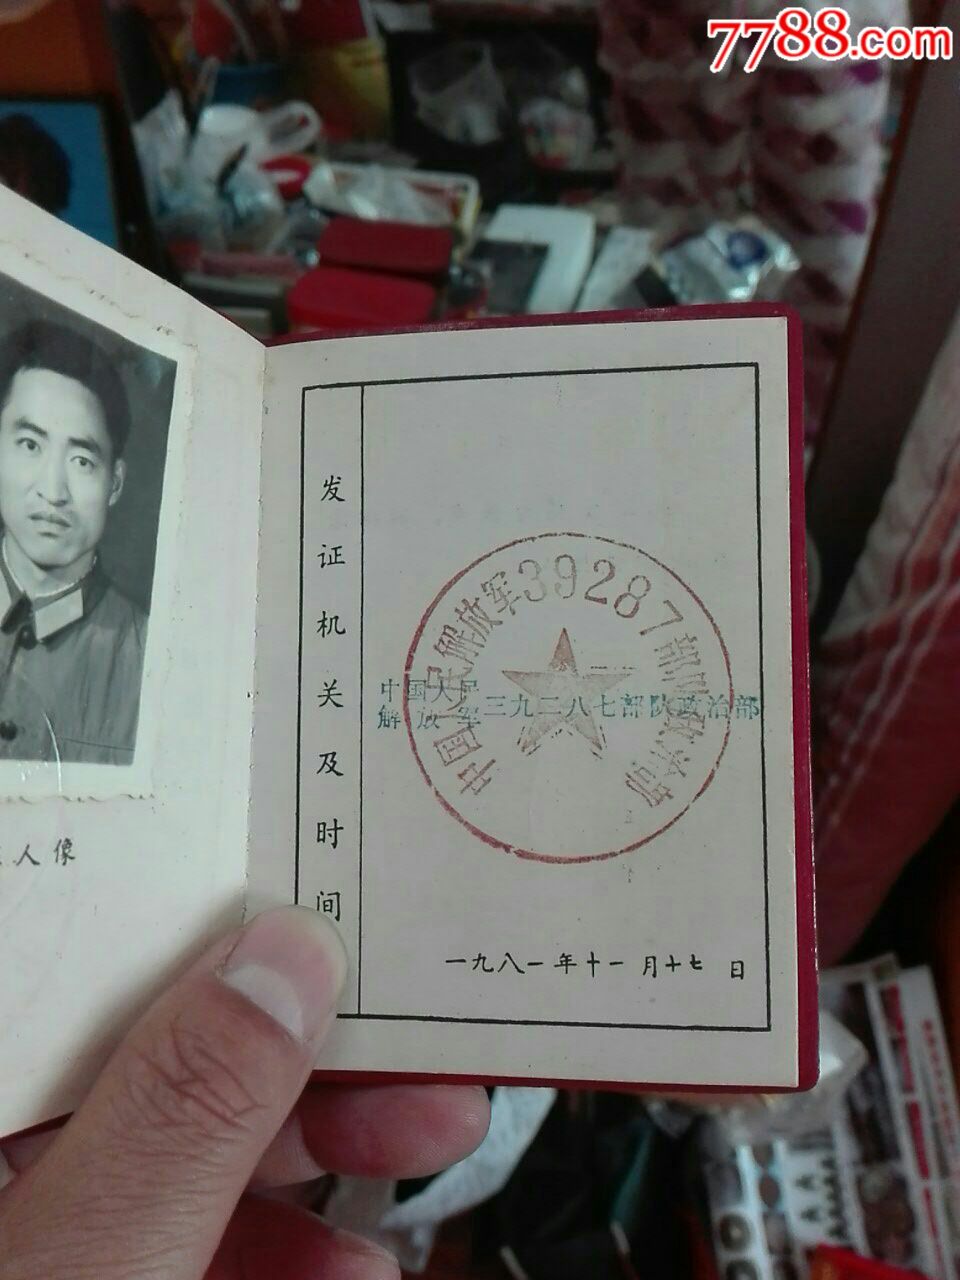 7788.com
人像
发证机关及时间
中国人民解放军39287部队政治部
中国人民
解放军三九二八七部队政治部
一九八一年十一月十七日